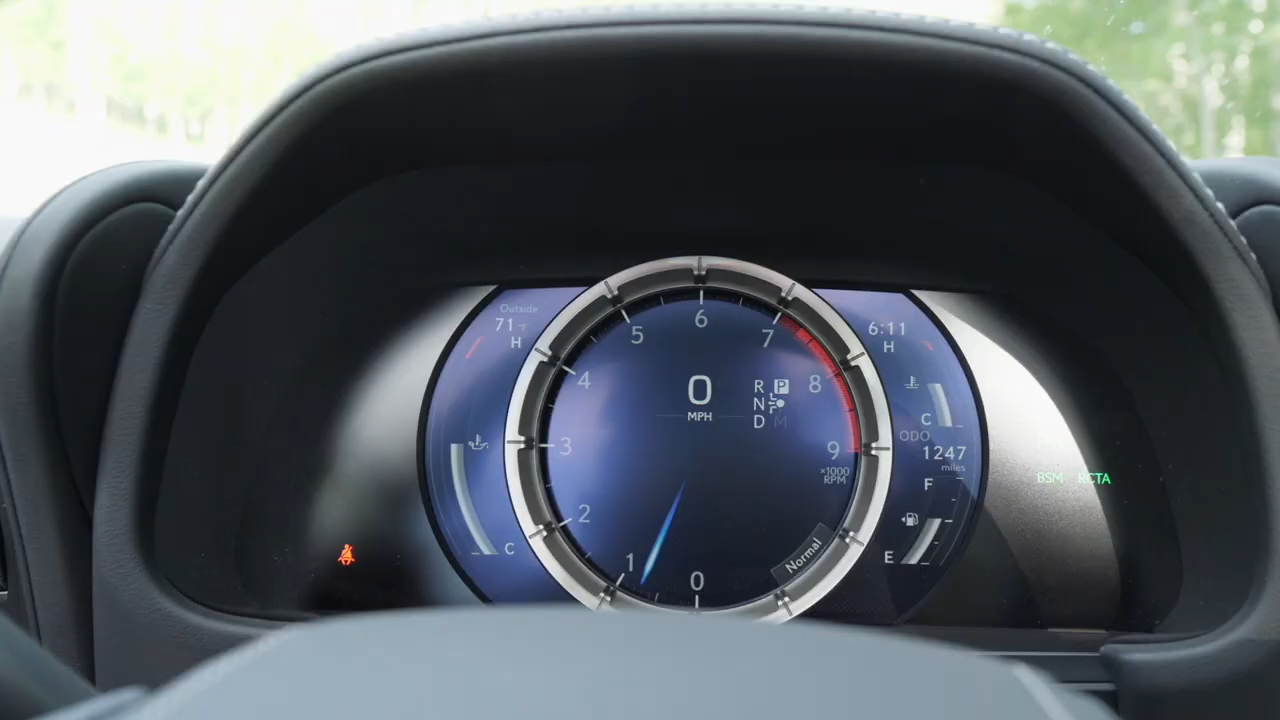 Outside
71 °F
H
C
0
1
2
3
4
5
6
7
8
9
×1000
RPM
0
MPH
R P
N
D M
Normal
6:11
H
C
ODO
1247
miles
F
E
BSM RCTA